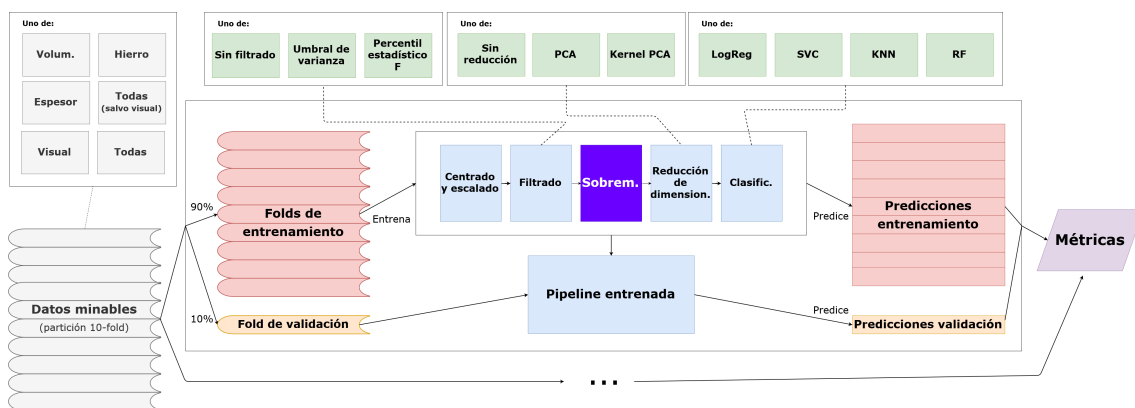 Uno de:
Volum.
Hierro
Espesor
Todas
(salvo visual)
Visual
Todas
Uno de:
Sin filtrado
Umbral de
varianza
Percentil
estadístico
F
Uno de:
Sin
reducción
PCA
Kernel PCA
Uno de:
LogReg
SVC
KNN
RF
Datos minables
(partición 10-fold)
90%
10%
Folds de
entrenamiento
Fold de validación
Entrena
Centrado
y escalado
Filtrado
Sobrem.
Reducción
de
dimension.
Clasific.
Pipeline entrenada
Predice
Predice
Predicciones
entrenamiento
Predicciones validación
Métricas
...